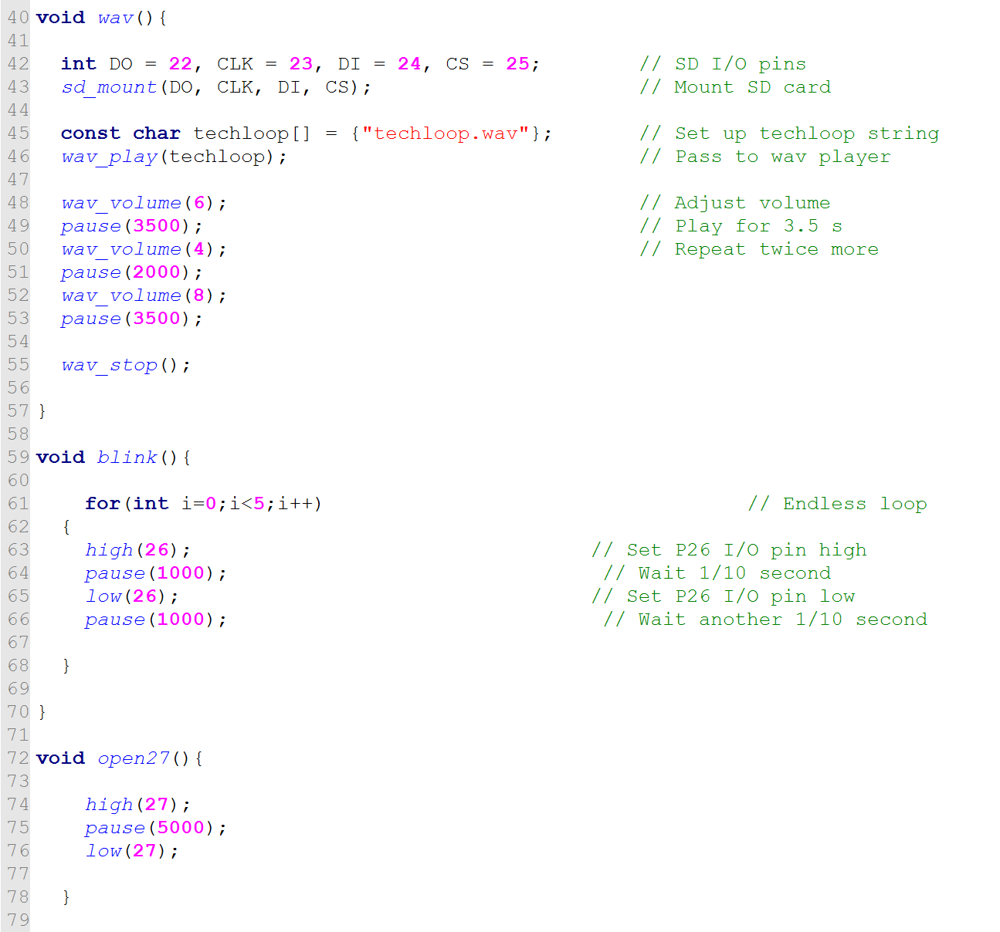 40 void wav(){
41
42   int DO = 22, CLK = 23, DI = 24, CS = 25;        // SD I/O pins
43   sd_mount(DO, CLK, DI, CS);                      // Mount SD card
44
45   const char techloop[] = {"techloop.wav"};       // Set up techloop string
46   wav_play(techloop);                             // Pass to wav player
47
48   wav_volume(6);                                  // Adjust volume
49   pause(3500);                                    // Play for 3.5 s
50   wav_volume(4);                                  // Repeat twice more
51   pause(2000);
52   wav_volume(8);
53   pause(3500);
54
55   wav_stop();
56
57 }
58
59 void blink(){
60
61     for(int i=0;i<5;i++)                                   // Endless loop
62   {
63     high(26);                                 // Set P26 I/O pin high
64     pause(1000);                               // Wait 1/10 second
65     low(26);                                  // Set P26 I/O pin low
66     pause(1000);                               // Wait another 1/10 second
67
68   }
69
70 }
71
72 void open27(){
73
74     high(27);
75     pause(5000);
76     low(27);
77
78   }
79